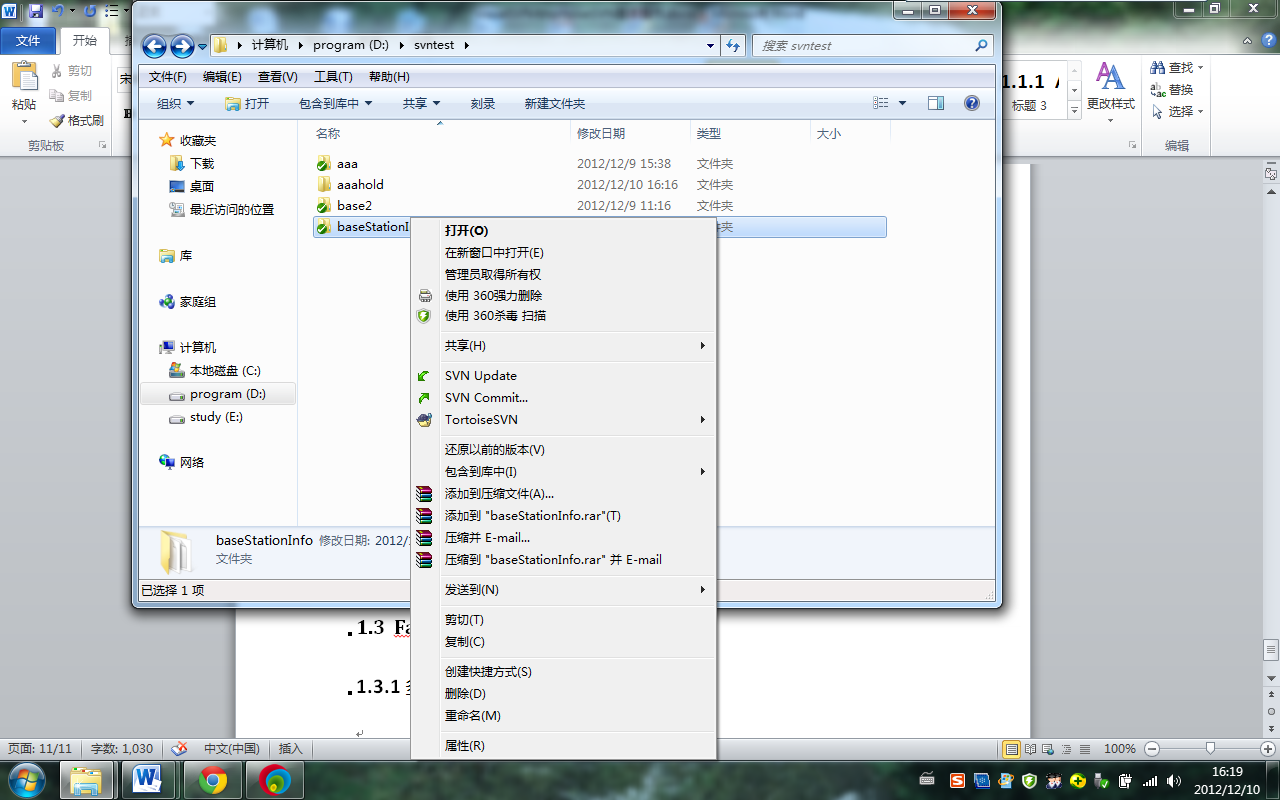 文件
开始
剪切
复制
粘贴
格式刷
剪贴板
宋
B
计算机 program (D:) svntest
搜索 svntest
文件(F) 编辑(E) 查看(V) 工具(T) 帮助(H)
组织 打开 包含到库中 共享 刻录 新建文件夹
1.1.1
标题 3
更改样式
查找
替换
选择
编辑
收藏夹
下载
桌面
最近访问的位置
库
家庭组
计算机
本地磁盘 (C:)
program (D:)
study (E:)
网络
名称 修改日期 类型 大小
aaa 2012/12/9 15:38 文件夹
aaahold 2012/12/10 16:16 文件夹
base2 2012/12/9 11:16 文件夹
baseStationI 件夹
打开(O)
在新窗口中打开(E)
管理员取得所有权
使用 360强力删除
使用 360杀毒 扫描
共享(H)
SVN Update
SVN Commit...
TortoiseSVN
还原以前的版本(V)
包含到库中(I)
添加到压缩文件(A)...
添加到 "baseStationInfo.rar"(T)
压缩并 E-mail...
压缩到 "baseStationInfo.rar" 并 E-mail
发送到(N)
剪切(T)
复制(C)
创建快捷方式(S)
删除(D)
重命名(M)
属性(R)
baseStationInfo 修改日期: 2012/
文件夹
已选择 1 项
1.3 Fa
1.3.1
页面: 11/11 字数: 1,030 中文(中国) 插入 100%
16:19
2012/12/10